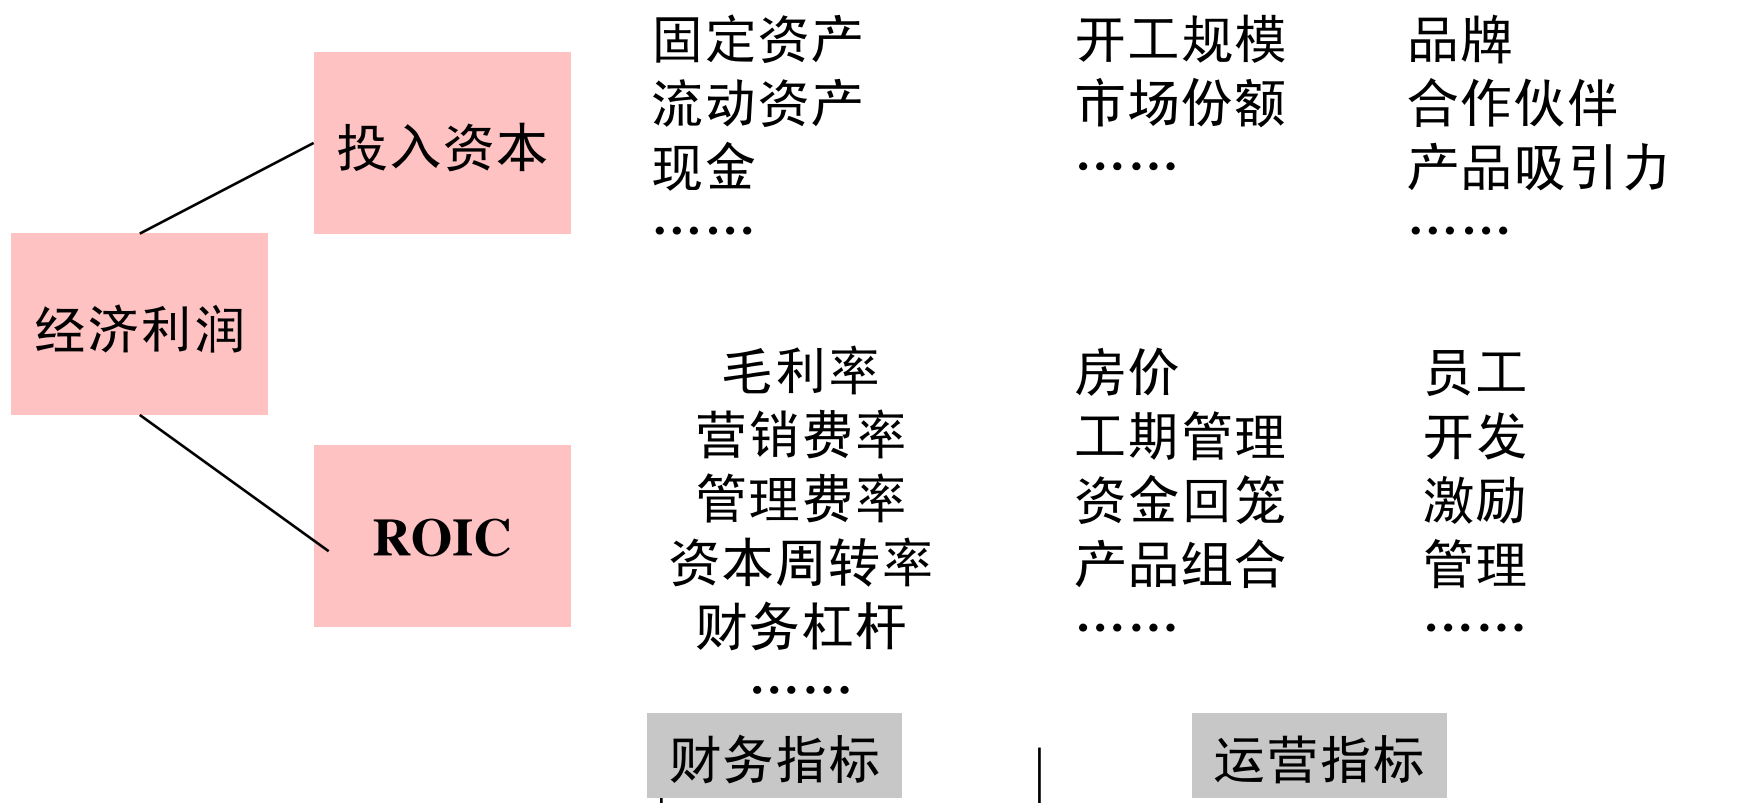 经济利润
投入资本
固定资产
流动资产
现金
……
开工规模
市场份额
……
品牌
合作伙伴
产品吸引力
……
ROIC
毛利率
营销费率
管理费率
资本周转率
财务杠杆
……
房价
工期管理
资金回笼
产品组合
……
员工
开发
激励
管理
……
财务指标
运营指标